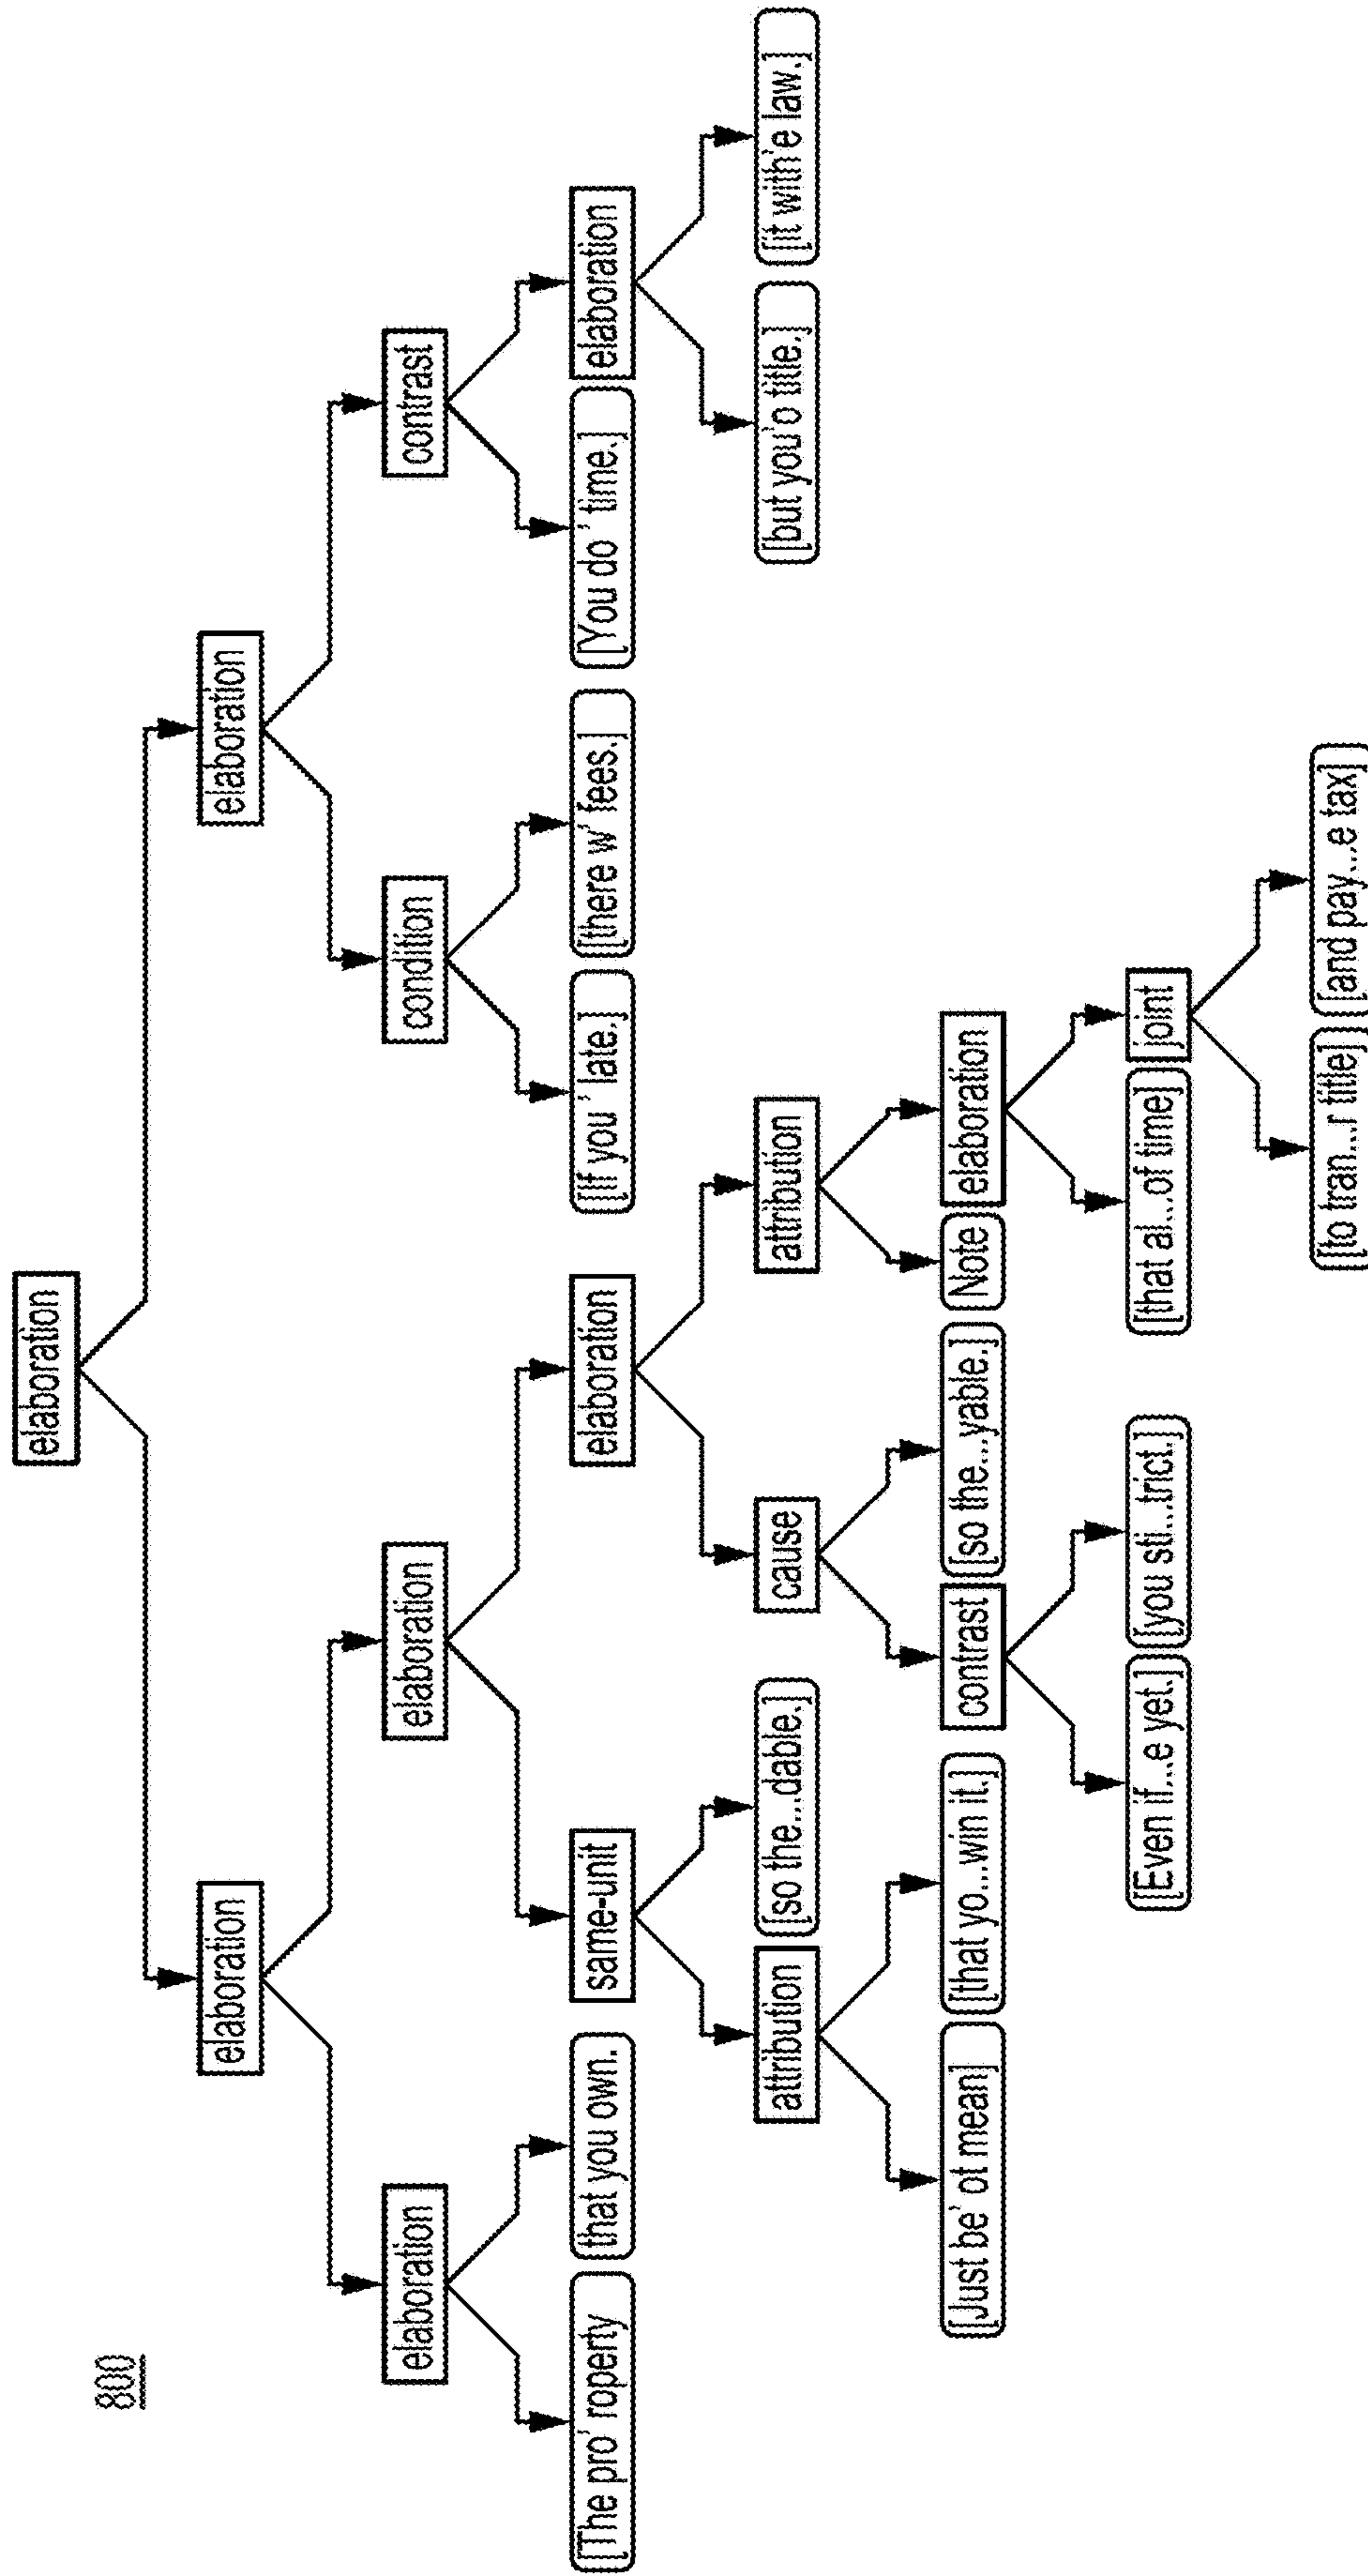 800
elaboration
elaboration
elaboration
elaboration
elaboration
condition
contrast
[The pro' roperty
that you own.
same-unit
elaboration
[If you ' late.]
[there w' fees.]
[You do ' time.]
elaboration
attribution
[so the...dable.]
cause
attribution
[but you'o title.]
[it with'e law.]
[Just be' ot mean]
[that yo...win it.]
contrast
[so the...yable.]
Note
elaboration
[Even if...e yet.]
[you sti...trict.]
[that al...of time]
joint
[to tran...r title]
[and pay...e tax]